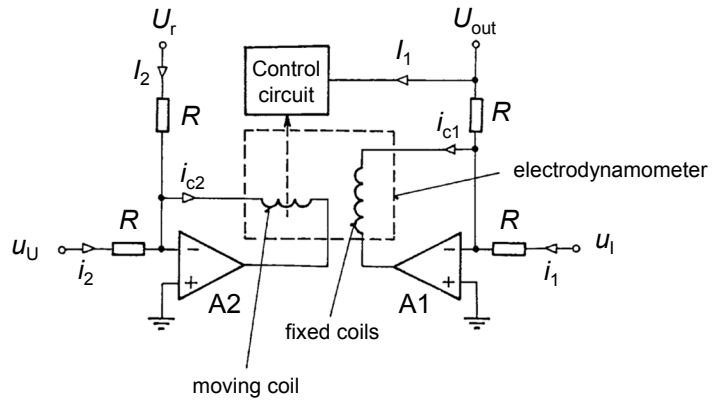 U_r
U_out
I_2
Control
circuit
I_1
R
R
i_c1
electrodynamometer
i_c2
R
R
u_U
i_2
−
+
A2
−
+
A1
u_I
i_1
fixed coils
moving coil